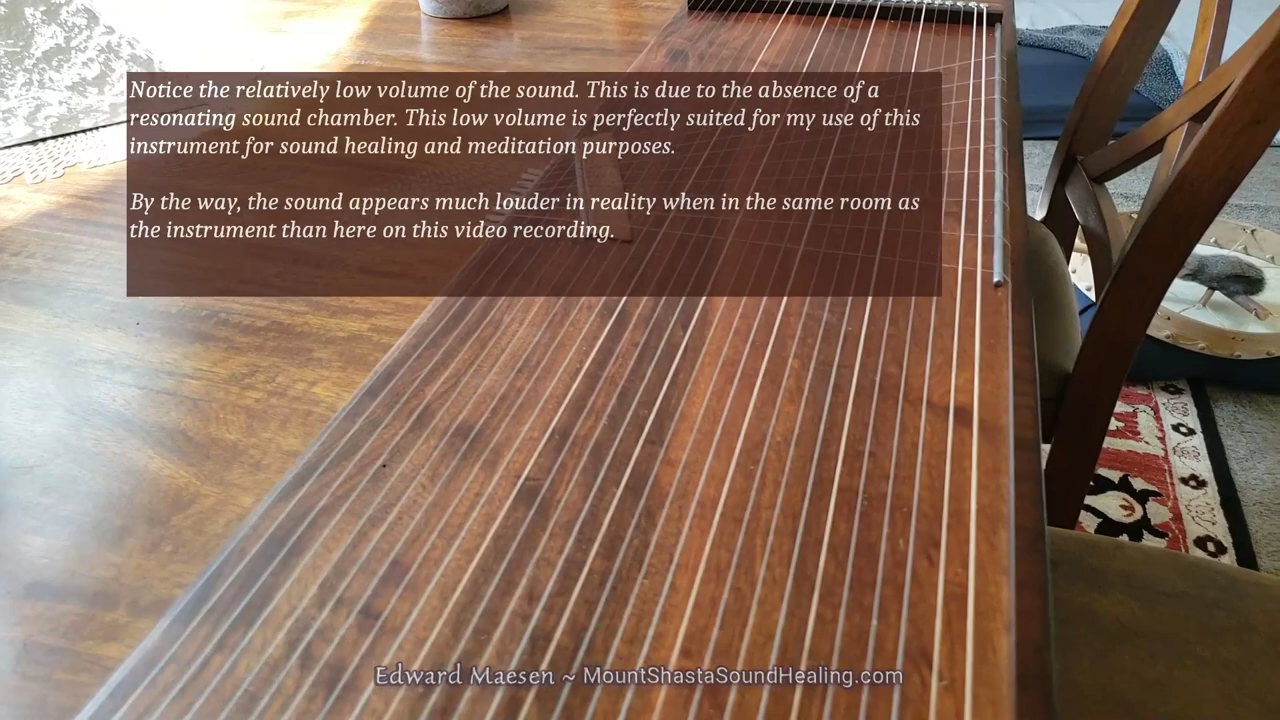 Notice the relatively low volume of the sound. This is due to the absence of a
resonating sound chamber. This low volume is perfectly suited for my use of this
instrument for sound healing and meditation purposes.
By the way, the sound appears much louder in reality when in the same room as
the instrument than here on this video recording.
Edward Maesen ~ MountShastaSoundHealing.com